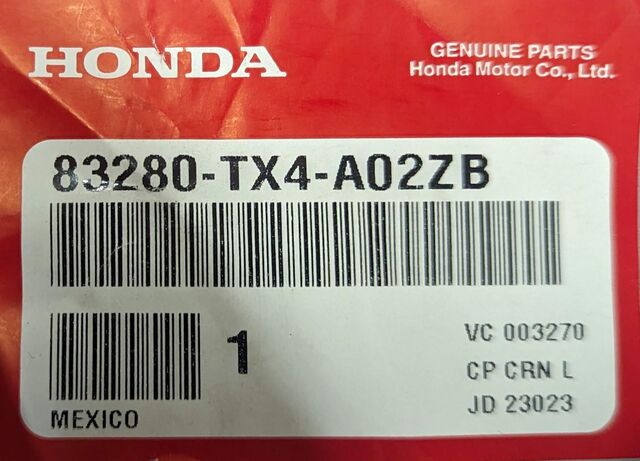 HONDA
GENUINE PARTS
Honda Motor Co., Ltd.
83280-TX4-A02ZB
1
VC 003270
CP CRN L
JD 23023
MEXICO